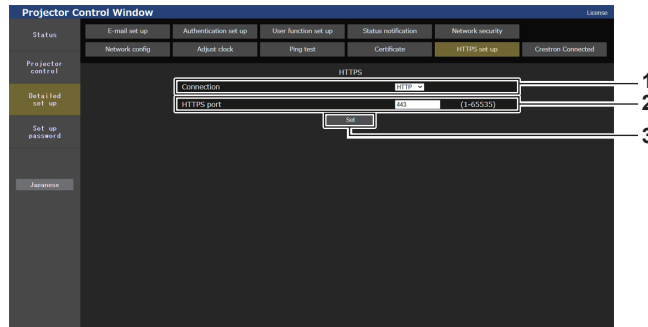 Projector Control Window
License
Status
E-mail set up
Authentication set up
User function set up
Status notification
Network security
Network config
Adjust clock
Ping test
Certificate
HTTPS set up
Crestron Connected
Projector
control
Detailed
set up
Set up
password
Japanese
HTTPS
Connection
HTTP
1
HTTPS port
443
(1-65535)
2
Set
3